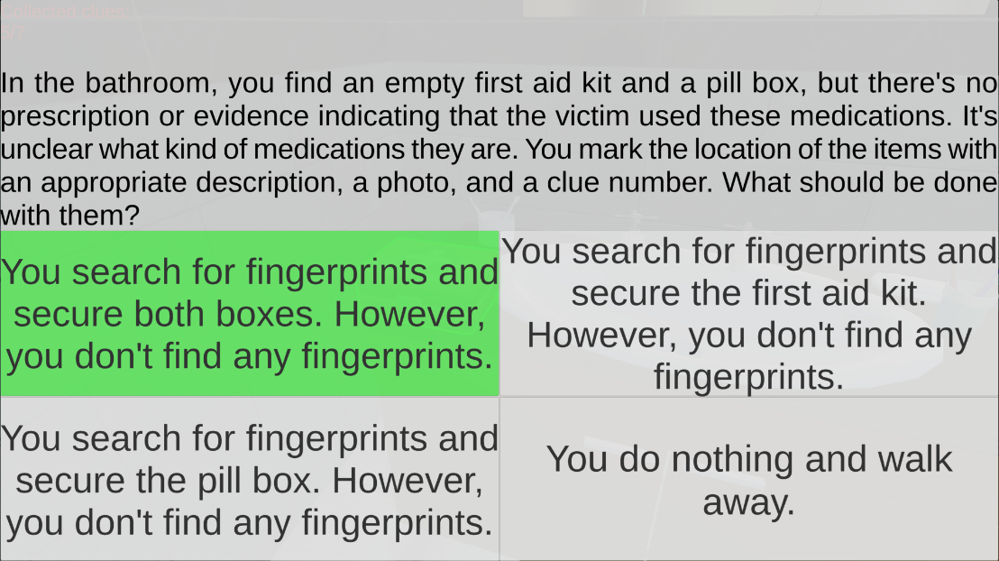 Collected clues:
In the bathroom, you find an empty first aid kit and a pill box, but there's no
prescription or evidence indicating that the victim used these medications. It's
unclear what kind of medications they are. You mark the location of the items with
an appropriate description, a photo, and a clue number. What should be done
with them?
You search for fingerprints and
secure both boxes. However,
you don't find any fingerprints.
You search for fingerprints and
secure the first aid kit.
However, you don't find any
fingerprints.
You search for fingerprints and
secure the pill box. However,
you don't find any fingerprints.
You do nothing and walk
away.